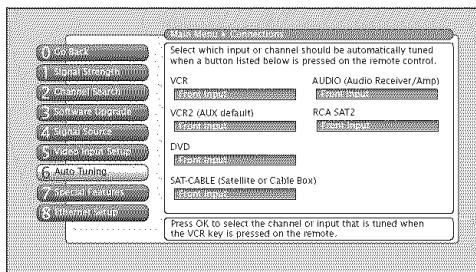 Main Menu ▸ Connections
0 Go Back
1 Signal Strength
2 Channel Search
3 Software Upgrade
4 Signal Source
5 Video Input Setup
6 Auto Tuning
7 Special Features
8 Ethernet Setup
Select which input or channel should be automatically tuned
when a button listed below is pressed on the remote control.
VCR
Front Input
AUDIO (Audio Receiver/Amp)
Front Input
VCR2 (AUX default)
Front Input
RCA SAT2
Front Input
DVD
Front Input
SAT-CABLE (Satellite or Cable Box)
Front Input
Press OK to select the channel or input that is tuned when
the VCR key is pressed on the remote.